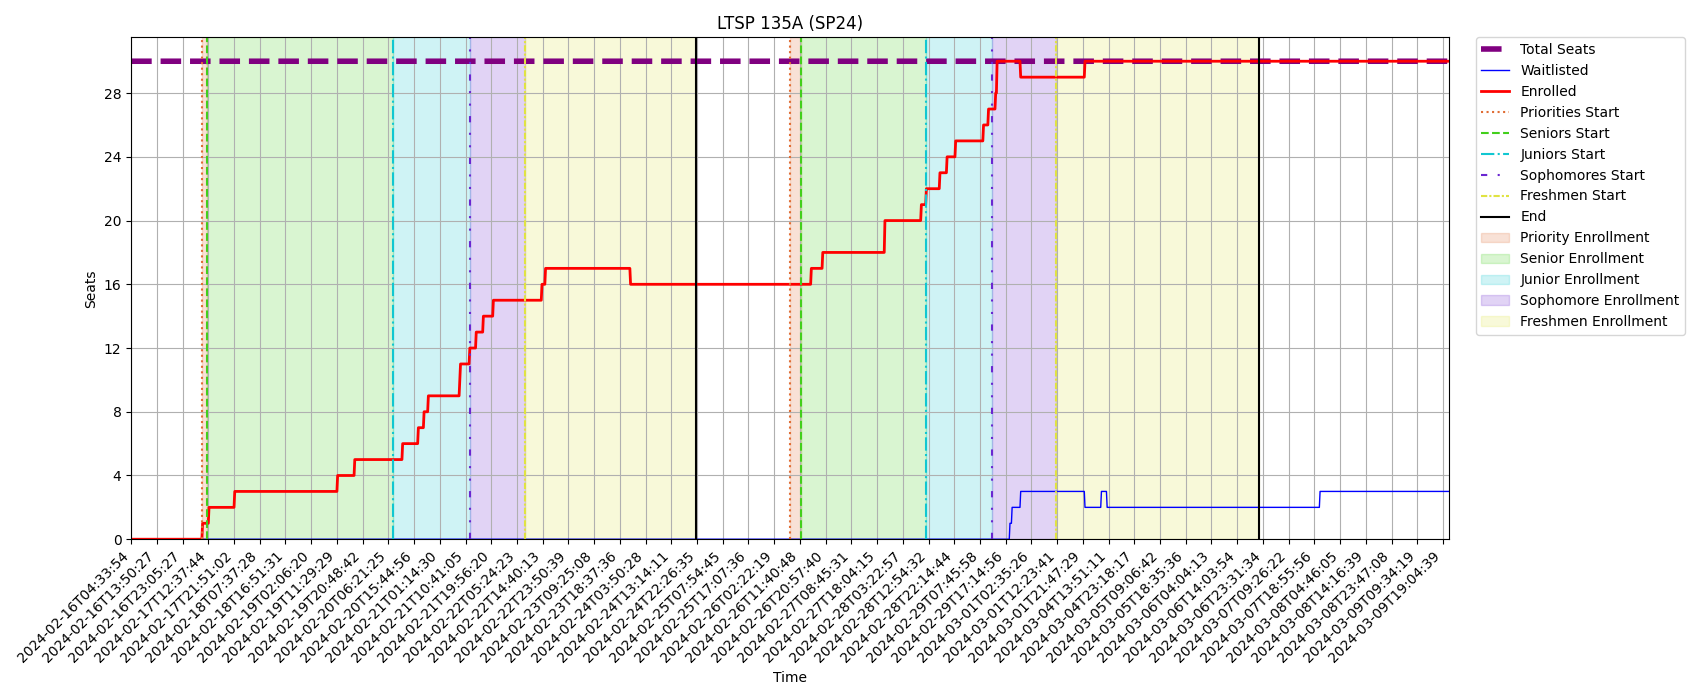 LTSP 135A (SP24)
Total Seats
Waitlisted
Enrolled
Priorities Start
Seniors Start
Juniors Start
Sophomores Start
Freshmen Start
End
Priority Enrollment
Senior Enrollment
Junior Enrollment
Sophomore Enrollment
Freshmen Enrollment
Seats
28
24
20
16
12
8
4
0
2024-02-16T04:33:54
2024-02-16T13:50:27
2024-02-16T23:05:27
2024-02-17T12:37:44
2024-02-17T21:51:02
2024-02-18T07:37:28
2024-02-18T16:51:31
2024-02-19T02:06:20
2024-02-19T11:29:29
2024-02-19T20:48:42
2024-02-20T06:21:25
2024-02-20T15:44:56
2024-02-21T01:14:30
2024-02-21T10:41:05
2024-02-21T19:56:20
2024-02-22T05:24:23
2024-02-22T14:40:13
2024-02-22T23:50:39
2024-02-23T09:25:08
2024-02-23T18:37:36
2024-02-24T03:50:28
2024-02-24T13:14:11
2024-02-24T22:26:35
2024-02-25T07:54:45
2024-02-25T17:07:36
2024-02-26T02:22:19
2024-02-26T11:40:48
2024-02-26T20:57:40
2024-02-27T08:45:31
2024-02-27T18:04:15
2024-02-28T03:22:57
2024-02-28T12:54:32
2024-02-28T22:14:44
2024-02-29T07:45:58
2024-02-29T17:14:56
2024-03-01T02:35:26
2024-03-01T12:23:41
2024-03-01T21:47:29
2024-03-04T13:51:11
2024-03-04T23:18:17
2024-03-05T09:06:42
2024-03-05T18:35:36
2024-03-06T04:04:13
2024-03-06T14:03:54
2024-03-06T23:31:34
2024-03-07T09:26:22
2024-03-07T18:55:56
2024-03-08T04:46:05
2024-03-08T14:16:39
2024-03-08T23:47:08
2024-03-09T09:34:19
2024-03-09T19:04:39
Time